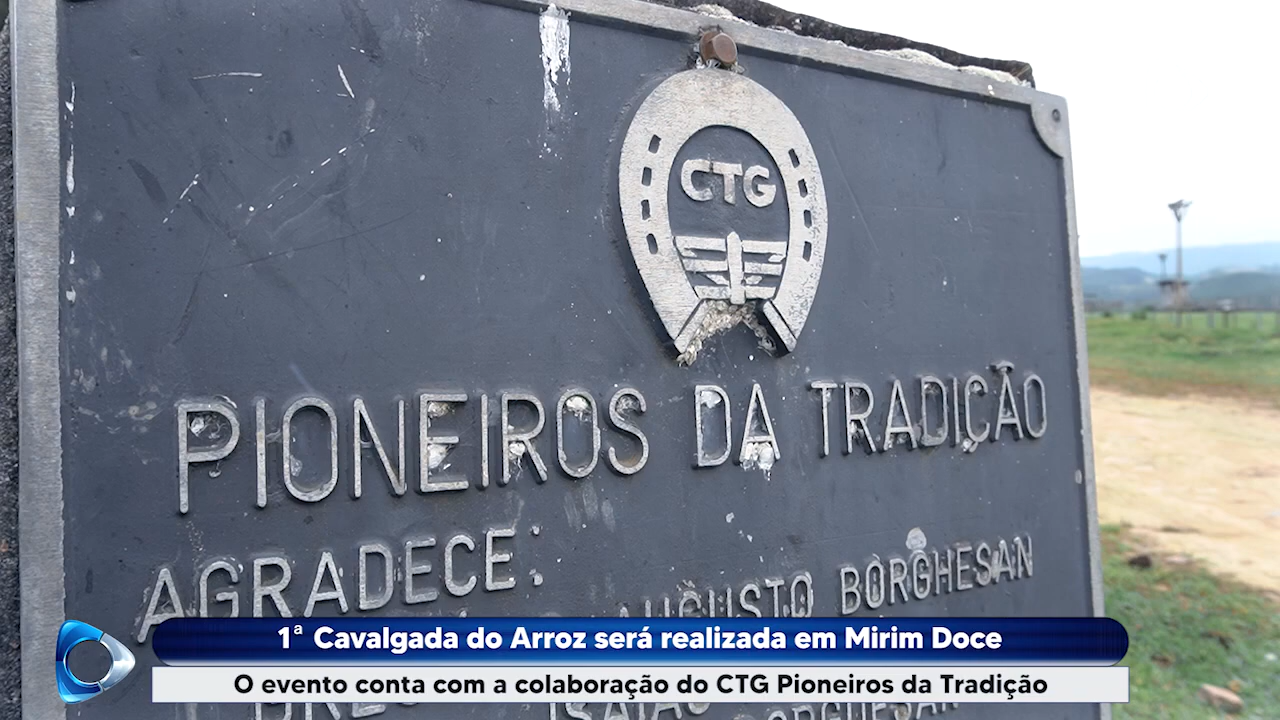 CTG
PIONEIROS DA TRADIÇÃO
AGRADECE:
AUGUSTO BORGHESAN
1ª Cavalgada do Arroz será realizada em Mirim Doce
O evento conta com a colaboração do CTG Pioneiros da Tradição